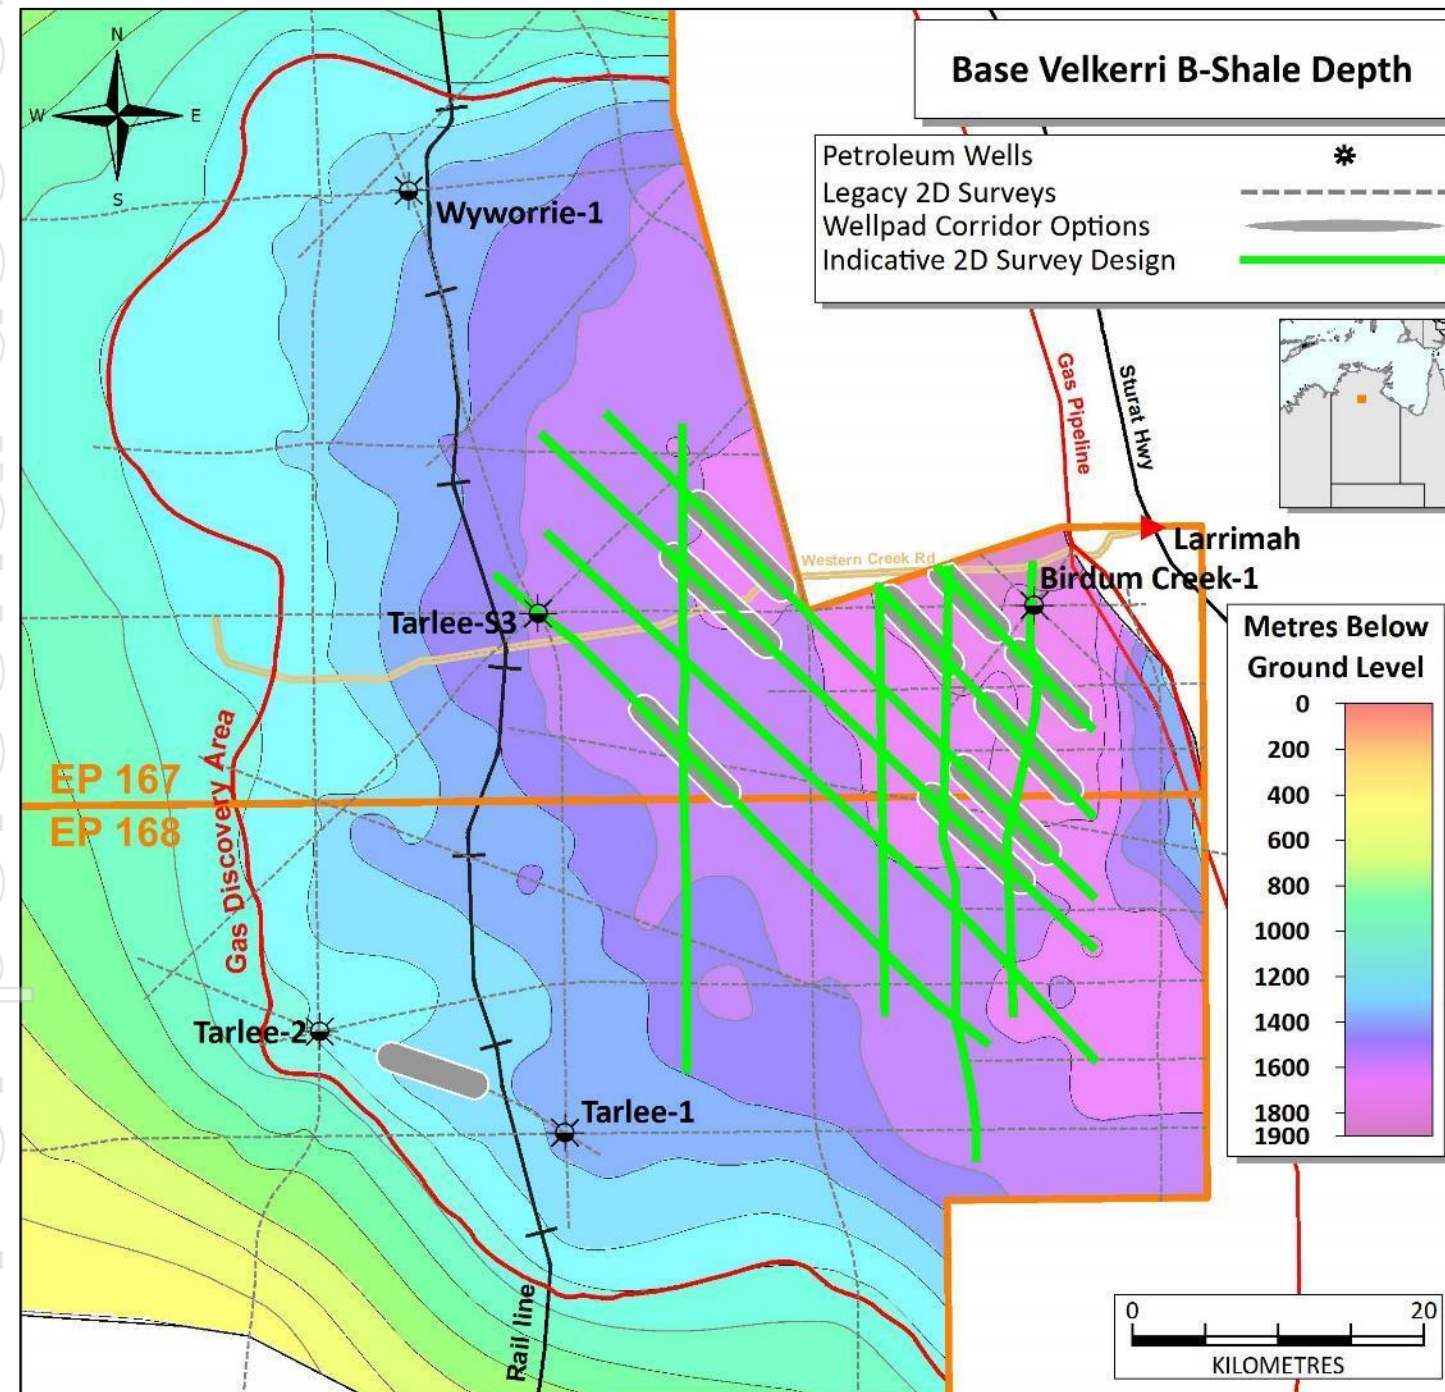 Base Velkerri B-Shale Depth
N
W
E
S
Petroleum Wells
Legacy 2D Surveys
Wellpad Corridor Options
Indicative 2D Survey Design
Wyworrie-1
Gas Pipeline
Sturat Hwy
Larrimah
Western Creek Rd
Birdum Creek-1
Tarlee-S3
Metres Below
Ground Level
0
200
400
600
800
1000
1200
1400
1600
1800
1900
EP 167
EP 168
Gas Discovery Area
Tarlee-2
Tarlee-1
Rail line
0
20
KILOMETRES